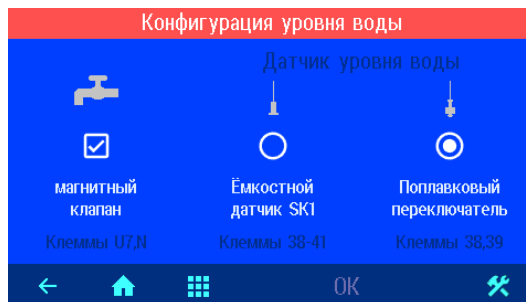 Конфигурация уровня воды
Датчик уровня воды
магнитный
клапан
Ёмкостной
датчик SK1
Поплавковый
переключатель
Клеммы U7,N
Клеммы 38-41
Клеммы 38,39
OK